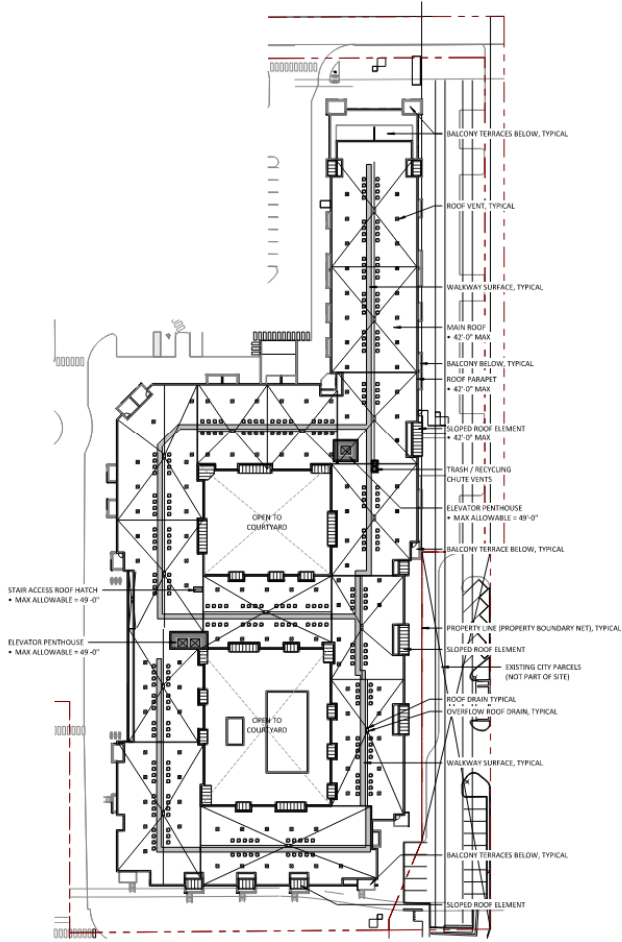 BALCONY TERRACES BELOW, TYPICAL
ROOF VENT, TYPICAL
WALKWAY SURFACE, TYPICAL
MAIN ROOF
• 42'-0" MAX
BALCONY BELOW, TYPICAL
ROOF PARAPET
• 42'-0" MAX
SLOPED ROOF ELEMENT
• 42'-0" MAX
TRASH / RECYCLING
CHUTE VENTS
ELEVATOR PENTHOUSE
• MAX ALLOWABLE = 49'-0"
OPEN TO
COURTYARD
BALCONY TERRACE BELOW, TYPICAL
STAIR ACCESS ROOF HATCH
• MAX ALLOWABLE = 49'-0"
PROPERTY LINE (PROPERTY BOUNDARY NET), TYPICAL
ELEVATOR PENTHOUSE
• MAX ALLOWABLE = 49'-0"
SLOPED ROOF ELEMENT
EXISTING CITY PARCELS
(NOT PART OF SITE)
ROOF DRAIN TYPICAL
OVERFLOW ROOF DRAIN, TYPICAL
OPEN TO
COURTYARD
WALKWAY SURFACE, TYPICAL
BALCONY TERRACES BELOW, TYPICAL
SLOPED ROOF ELEMENT